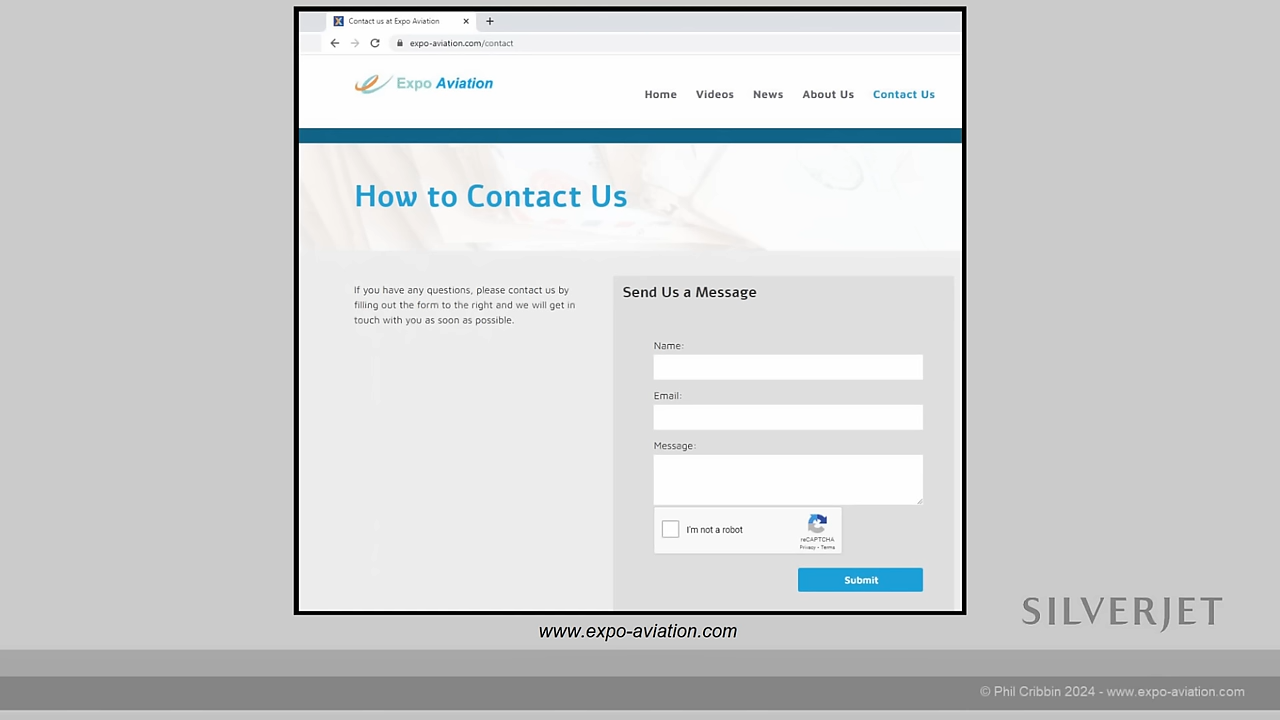 Contact us at Expo Aviation
expo-aviation.com/contact
Expo Aviation
Home Videos News About Us Contact Us
How to Contact Us
If you have any questions, please contact us by
filling out the form to the right and we will get in
touch with you as soon as possible.
Send Us a Message
Name:
Email:
Message:
I'm not a robot
reCAPTCHA
Privacy - Terms
Submit
www.expo-aviation.com
SILVERJET
© Phil Cribbin 2024 - www.expo-aviation.com